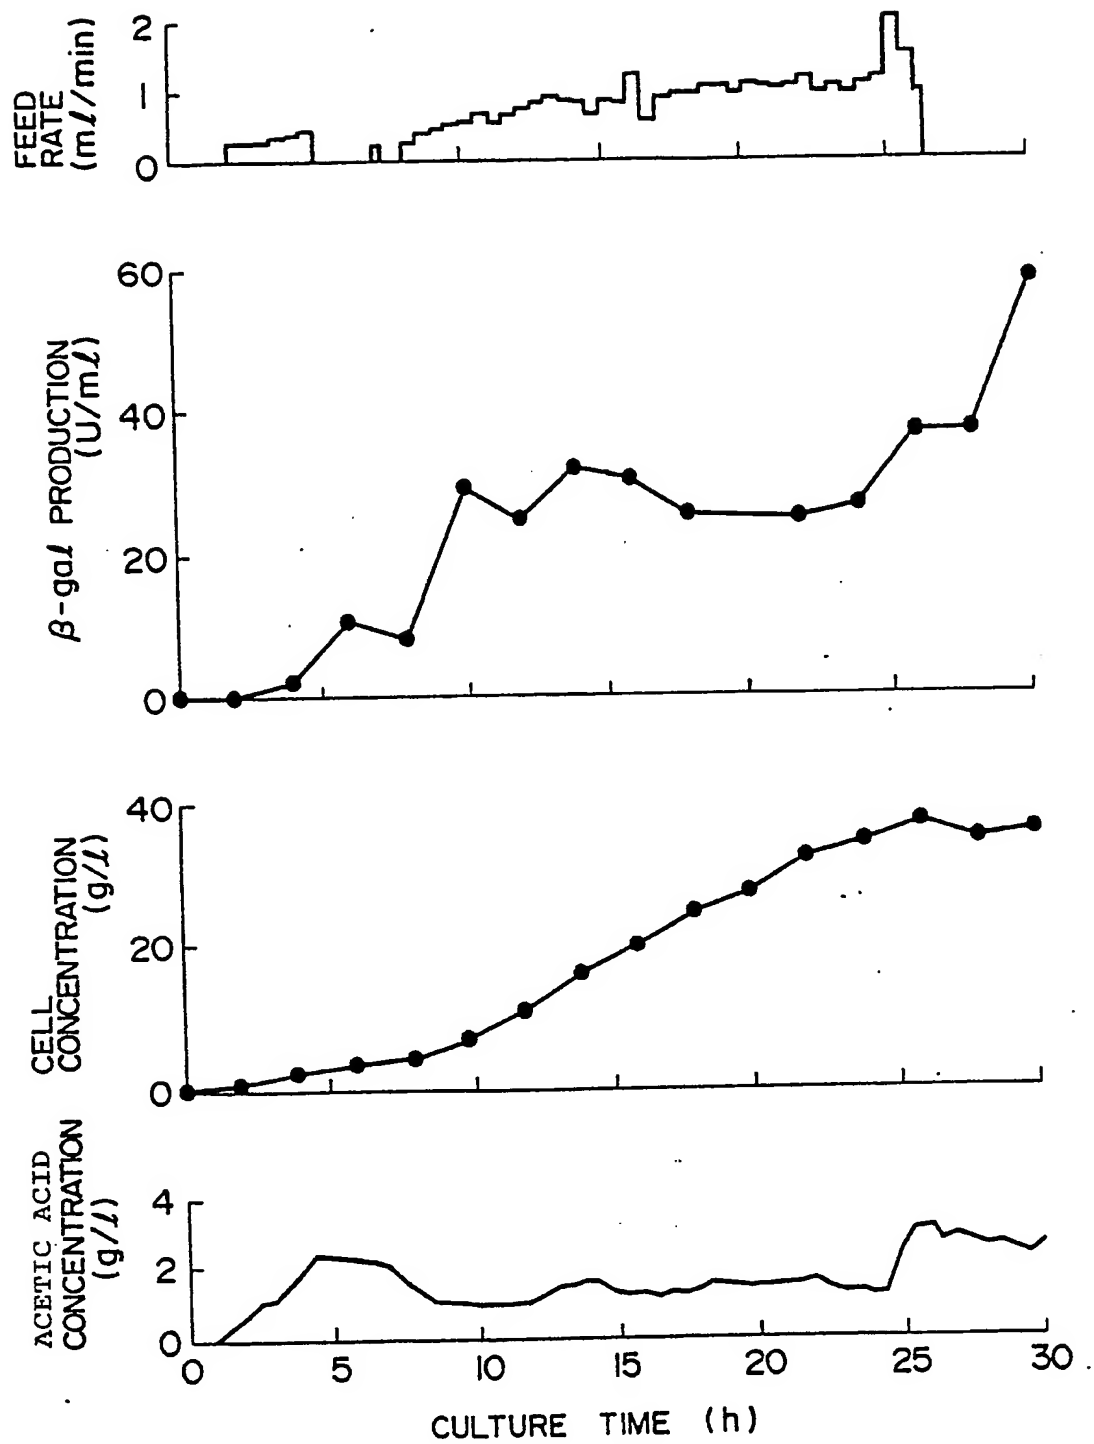 FEED
RATE
(ml/min)
2
1
0
β-gal PRODUCTION
(U/ml)
60
40
20
0
CELL
CONCENTRATION
(g/l)
40
20
0
ACETIC ACID
CONCENTRATION
(g/l)
4
2
0
0 5 10 15 20 25 30
CULTURE TIME (h)